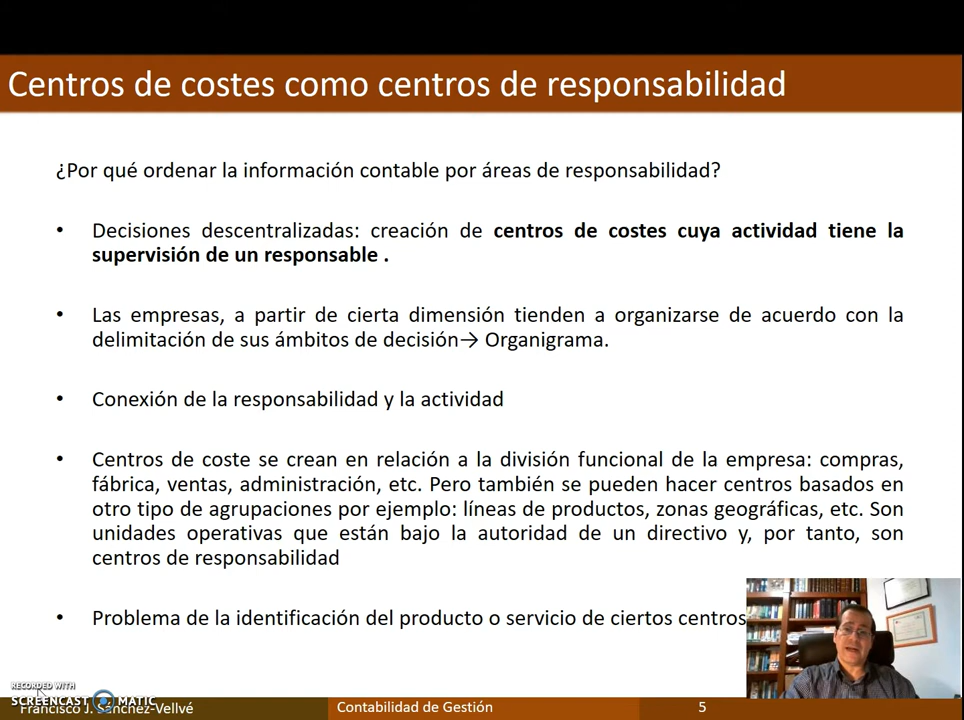 Centros de costes como centros de responsabilidad
¿Por qué ordenar la información contable por áreas de responsabilidad?
• Decisiones descentralizadas: creación de centros de costes cuya actividad tiene la
supervisión de un responsable .
• Las empresas, a partir de cierta dimensión tienden a organizarse de acuerdo con la
delimitación de sus ámbitos de decisión→ Organigrama.
• Conexión de la responsabilidad y la actividad
• Centros de coste se crean en relación a la división funcional de la empresa: compras,
fábrica, ventas, administración, etc. Pero también se pueden hacer centros basados en
otro tipo de agrupaciones por ejemplo: líneas de productos, zonas geográficas, etc. Son
unidades operativas que están bajo la autoridad de un directivo y, por tanto, son
centros de responsabilidad
• Problema de la identificación del producto o servicio de ciertos centros
RECORDED WITH
SCREENCAST MATIC
Francisco J. Sánchez-Vellvé
Contabilidad de Gestión
5